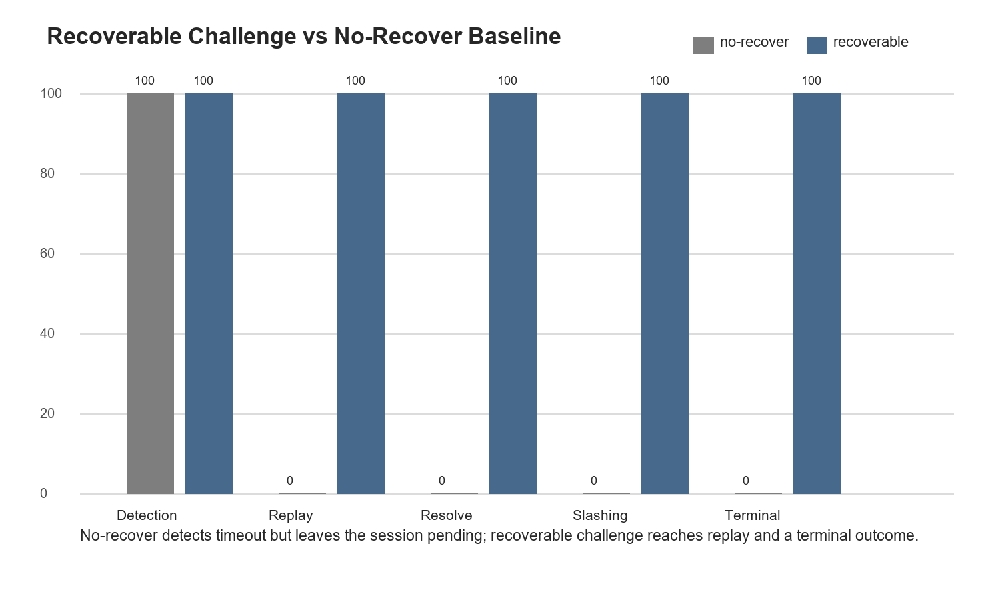 Recoverable Challenge vs No-Recover Baseline
no-recover
recoverable
100
100
100
100
100
100
100
80
60
40
20
0
0
0
0
0
Detection
Replay
Resolve
Slashing
Terminal
No-recover detects timeout but leaves the session pending; recoverable challenge reaches replay and a terminal outcome.